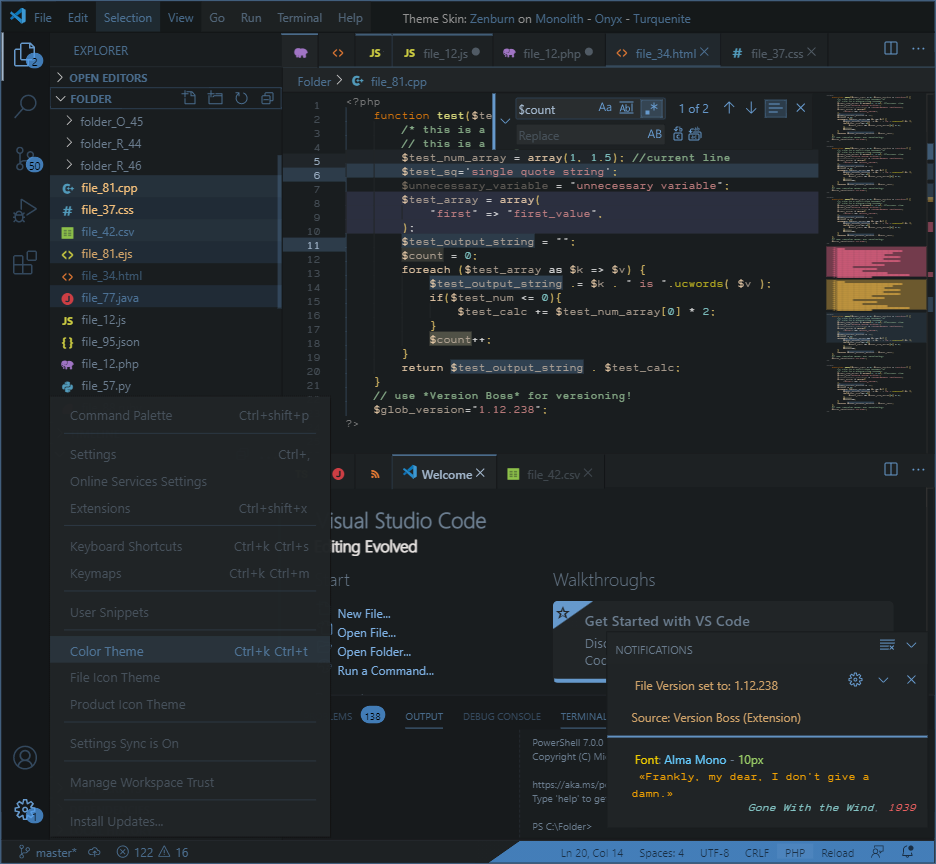 File Edit Selection View Go Run Terminal Help Theme Skin: Zenburn on Monolith - Onyx - Turquenite
2
EXPLORER
JS JS file_12.js file_12.php file_34.html file_37.css
OPEN EDITORS
FOLDER
Folder file_81.cpp
folder_O_45
folder_R_44
folder_R_46
file_81.cpp
file_37.css
file_42.csv
file_81.ejs
file_34.html
file_77.java
JS file_12.js
file_95.json
file_12.php
file_57.py
50
$count Aa Abl .* 1 of 2
Replace AB
1 <?php
2 function test($te
3 /* this is a
4 // this is a
5 $test_num_array = array(1, 1.5); //current line
6 $test_sq='single quote string';
7 $unnecessary_variable = "unnecessary variable";
8 $test_array = array(
9 "first" => "first_value",
10 );
11 $test_output_string = "";
12 $count = 0;
13 foreach ($test_array as $k => $v) {
14 $test_output_string .= $k . " is ".ucwords( $v );
15 if($test_num <= 0){
16 $test_calc += $test_num_array[0] * 2;
17 }
18 $count++;
19 }
20 return $test_output_string . $test_calc;
21 }
// use *Version Boss* for versioning!
$glob_version="1.12.238";
?>
Command Palette Ctrl+shift+p
Settings Ctrl+,
Online Services Settings
Extensions Ctrl+shift+x
Keyboard Shortcuts Ctrl+k Ctrl+s
Keymaps Ctrl+k Ctrl+m
User Snippets
Color Theme Ctrl+k Ctrl+t
File Icon Theme
Product Icon Theme
Settings Sync is On
Manage Workspace Trust
Install Updates...
1
Welcome file_42.csv
isual Studio Code
iting Evolved
art
New File...
Open File...
Open Folder...
Run a Command...
Walkthroughs
Get Started with VS Code
Disc
Coc
LEMS 138 OUTPUT DEBUG CONSOLE TERMINAL
PowerShell 7.0.0
Copyright (C) Mi
https://aka.ms/p
Type 'help' to ge
PS C:\Folder>
NOTIFICATIONS
File Version set to: 1.12.238
Source: Version Boss (Extension)
Font: Alma Mono - 10px
«Frankly, my dear, I don't give a
damn.»
Gone With the Wind, 1939
master* 122 16 Ln 20, Col 14 Spaces: 4 UTF-8 CRLF PHP Reload